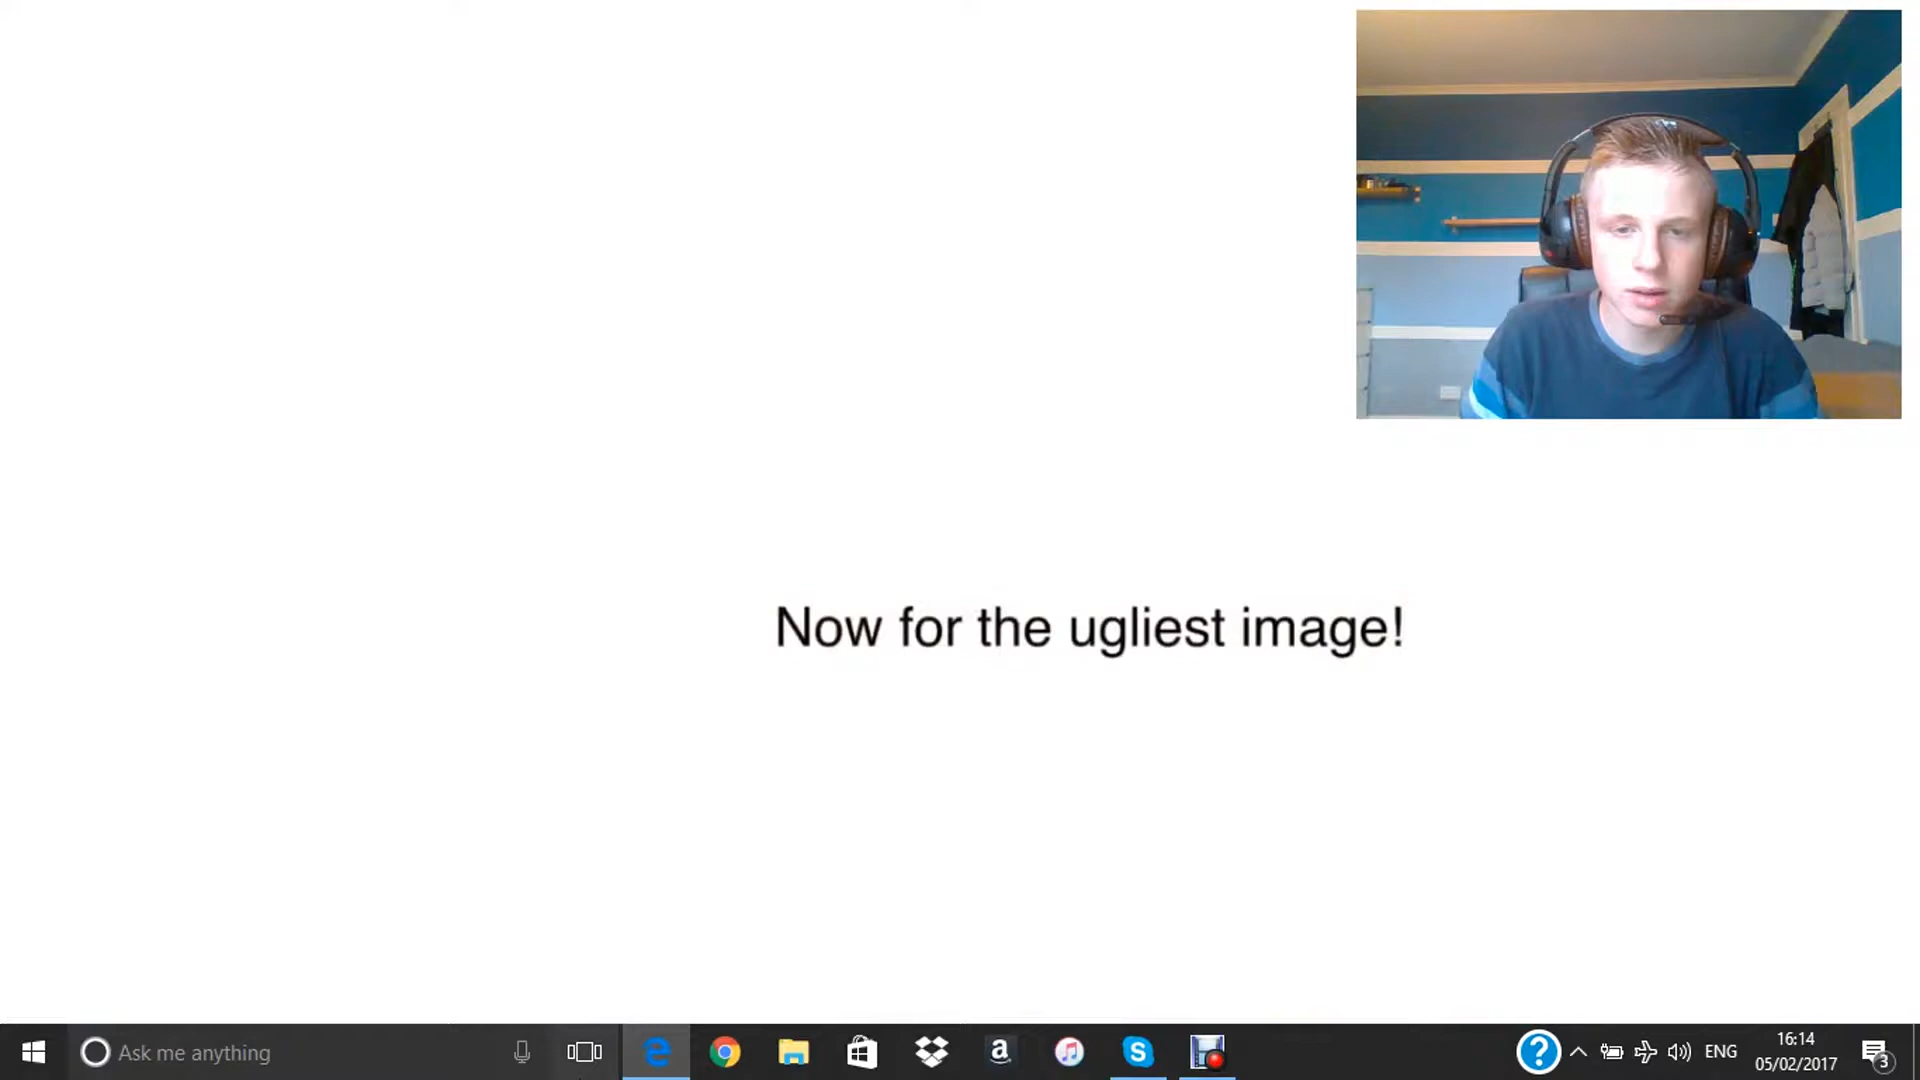 Now for the ugliest image!
Ask me anything
ENG
16:14
05/02/2017
3